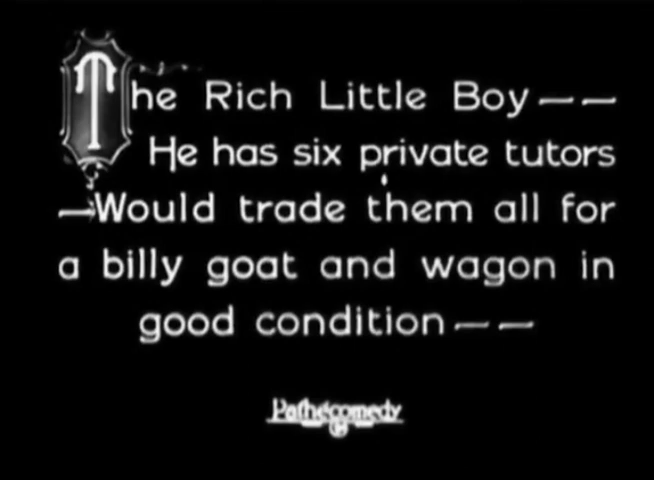 The Rich Little Boy——
He has six private tutors
—Would trade them all for
a billy goat and wagon in
good condition——
Pathécomedy